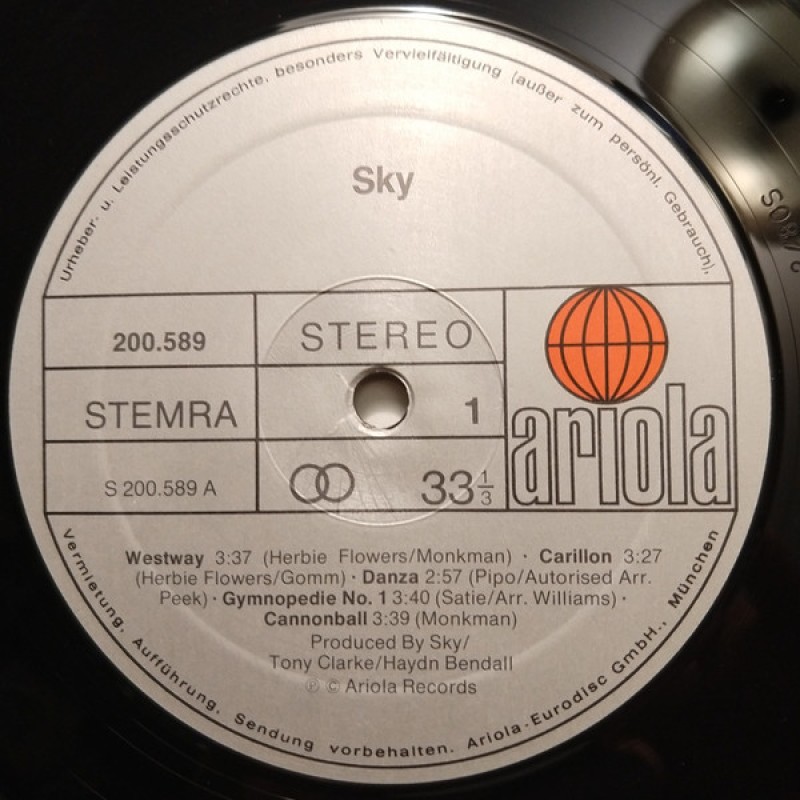 Urheber- u. Leistungsschutzrechte, besonders Vervielfältigung (außer zum persönl. Gebrauch),
Sky
200.589
STEREO
STEMRA
1
S 200.589 A
33 1/3
ariola
Westway 3:37 (Herbie Flowers/Monkman) · Carillon 3:27
(Herbie Flowers/Gomm) · Danza 2:57 (Pipo/Autorised Arr.
Peek) · Gymnopedie No. 1 3:40 (Satie/Arr. Williams) ·
Cannonball 3:39 (Monkman)
Produced By Sky/
Tony Clarke/Haydn Bendall
℗ © Ariola Records
Vermietung, Aufführung, Sendung vorbehalten. Ariola-Eurodisc GmbH., München